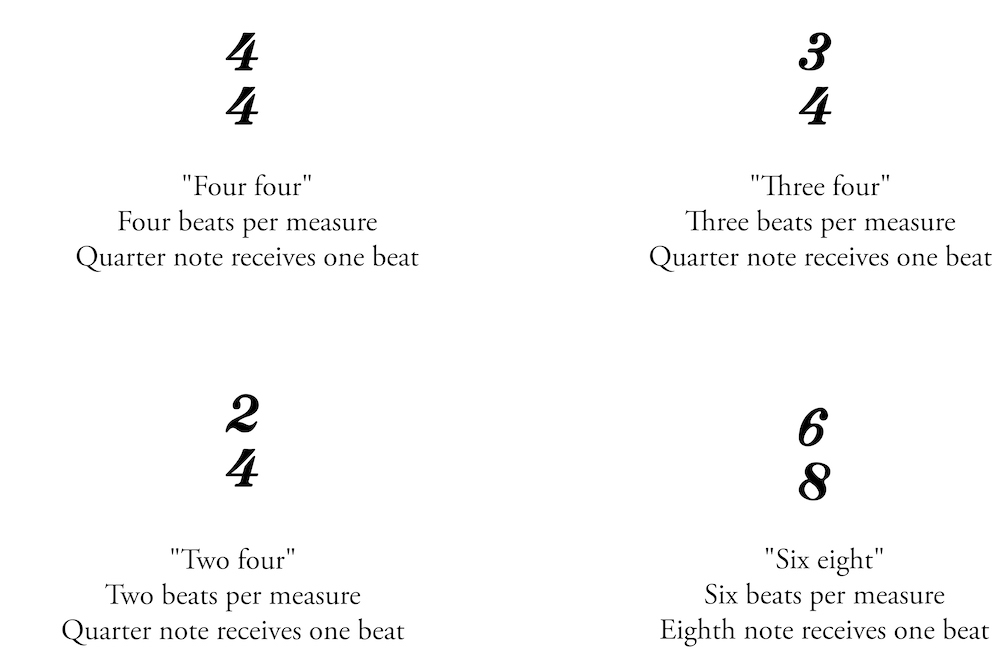 4
4
"Four four"
Four beats per measure
Quarter note receives one beat
3
4
"Three four"
Three beats per measure
Quarter note receives one beat
2
4
"Two four"
Two beats per measure
Quarter note receives one beat
6
8
"Six eight"
Six beats per measure
Eighth note receives one beat